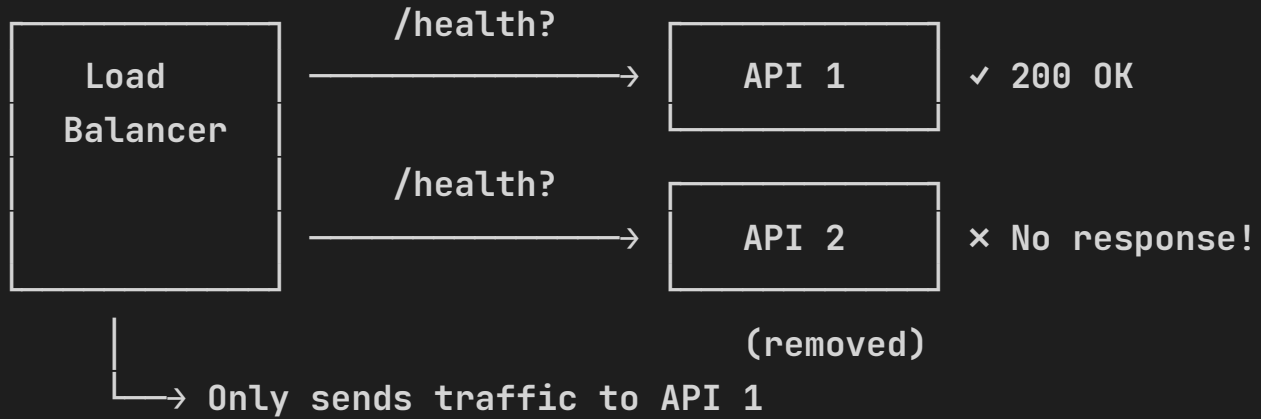 /health?
Load Balancer
API 1
✓ 200 OK
/health?
API 2
× No response!
(removed)
Only sends traffic to API 1